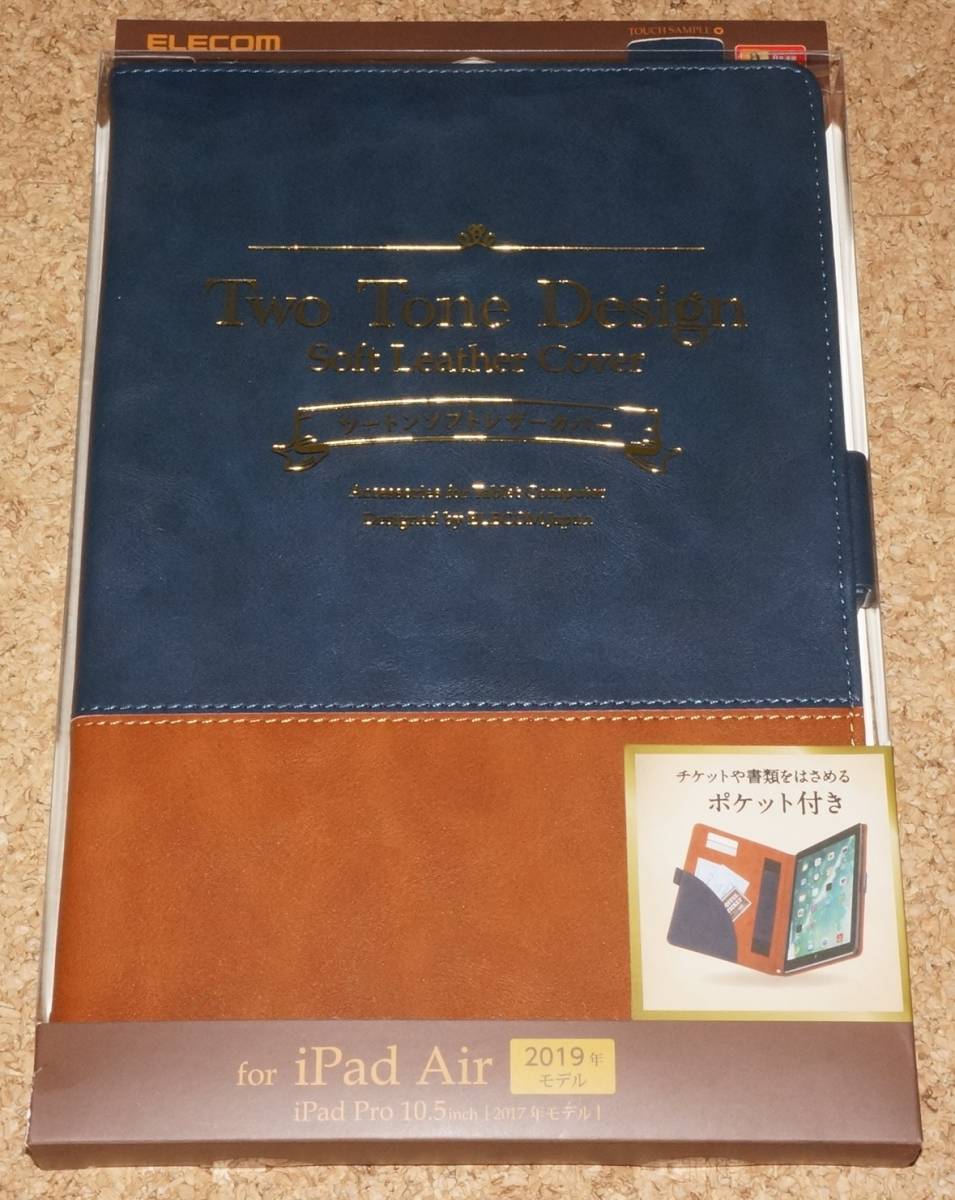 ELECOM
TOUCH SAMPLE
Two Tone Design
Soft Leather Cover
ツートンソフトレザーカバー
Accessories for Tablet Computer
Designed by ELECOM Japan
チケットや書類をはさめる
ポケット付き
for iPad Air 2019年
モデル
iPad Pro 10.5inch | 2017年モデル |